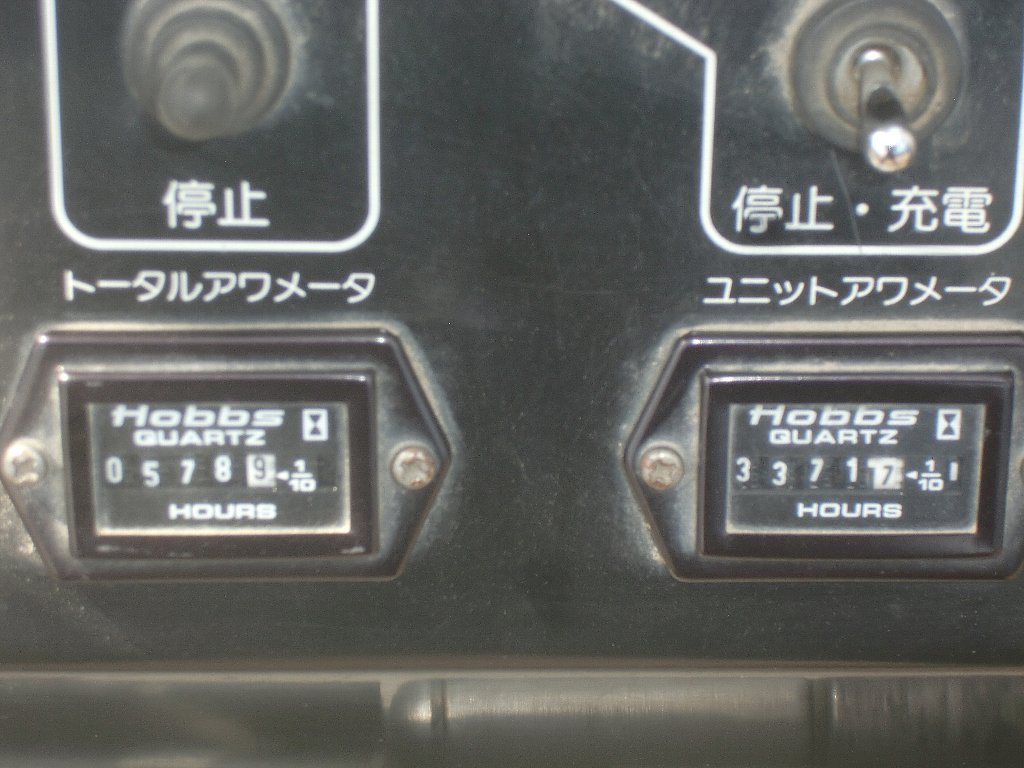 停止
停止・充電
トータルアワメータ
ユニットアワメータ
Hobbs
QUARTZ
0 5 7 8 9 1/10
HOURS
Hobbs
QUARTZ
3 3 7 1 7 1/10
HOURS